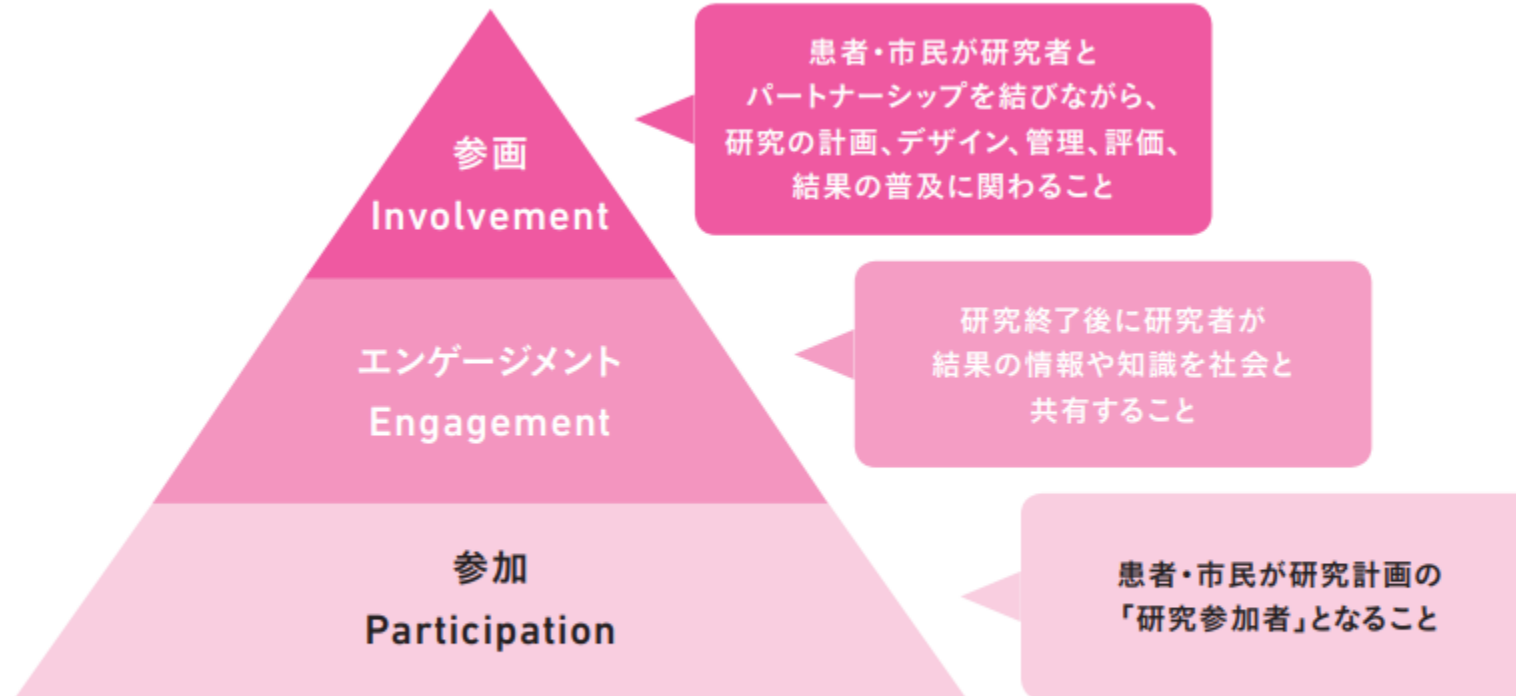 参画
Involvement
患者・市民が研究者と
パートナーシップを結びながら、
研究の計画、デザイン、管理、評価、
結果の普及に関わること
エンゲージメント
Engagement
研究終了後に研究者が
結果の情報や知識を社会と
共有すること
参加
Participation
患者・市民が研究計画の
「研究参加者」となること